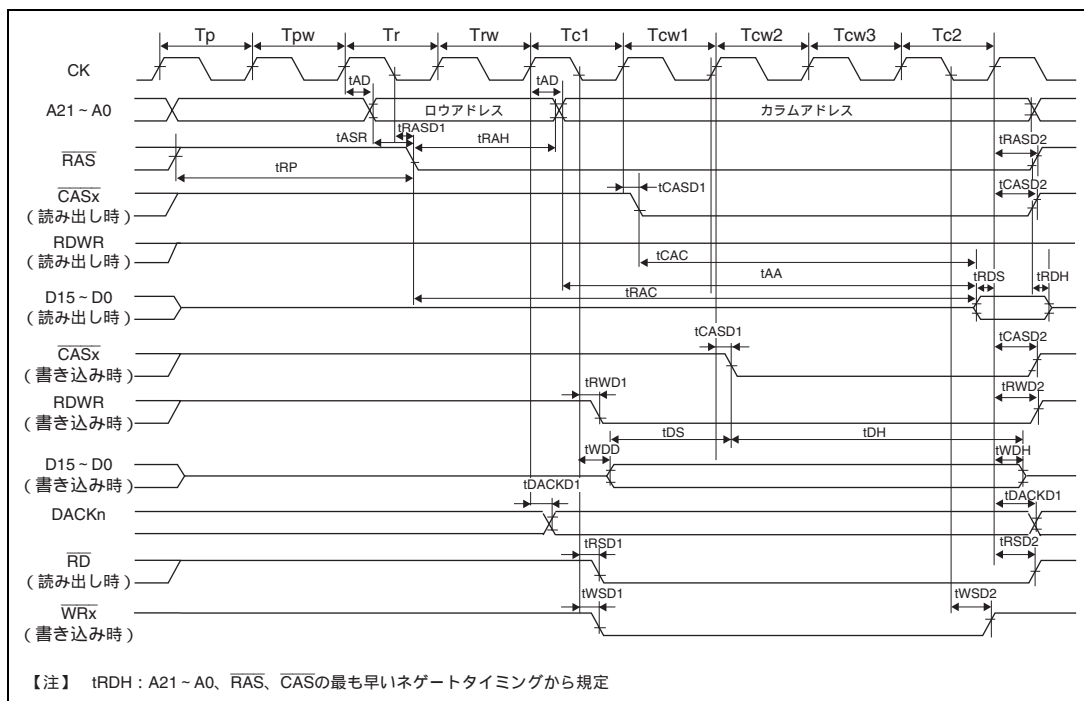 Tp Tpw Tr Trw Tc1 Tcw1 Tcw2 Tcw3 Tc2
CK
tAD tAD
A21~A0 ロウアドレス カラムアドレス
tASR tRASD1 tRAH tRASD2
RAS
tRP
tCASD1 tCASD2
CASx
(読み出し時)
RDWR
(読み出し時)
tCAC
tAA
tRDS tRDH
tRAC
D15~D0
(読み出し時)
tCASD1 tCASD2
CASx
(書き込み時)
tRWD1 tRWD2
RDWR
(書き込み時)
tDS tDH
tWDD tWDH
D15~D0
(書き込み時)
tDACKD1 tDACKD1
DACKn
tRSD1 tRSD2
RD
(読み出し時)
tWSD1 tWSD2
WRx
(書き込み時)
【注】 tRDH:A21~A0、RAS、CASの最も早いネゲートタイミングから規定